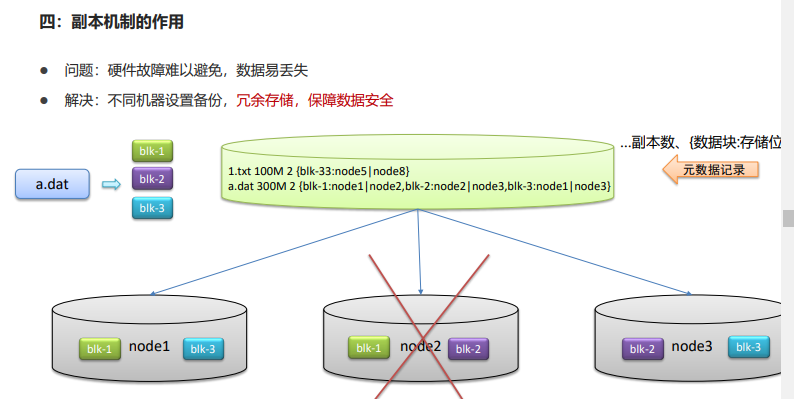 四：副本机制的作用
● 问题：硬件故障难以避免，数据易丢失
● 解决：不同机器设置备份，冗余存储，保障数据安全
...副本数、{数据块:存储位
blk-1
1.txt 100M 2 {blk-33:node5|node8}
元数据记录
a.dat
blk-2
a.dat 300M 2 {blk-1:node1|node2,blk-2:node2|node3,blk-3:node1|node3}
blk-3
blk-1 node1 blk-3
blk-1 node2 blk-2
blk-2 node3 blk-3